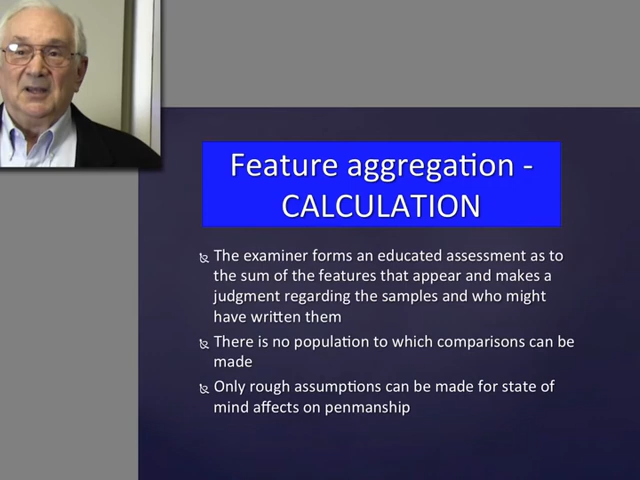 Feature aggregation -
CALCULATION
The examiner forms an educated assessment as to
the sum of the features that appear and makes a
judgment regarding the samples and who might
have written them
There is no population to which comparisons can be
made
Only rough assumptions can be made for state of
mind affects on penmanship